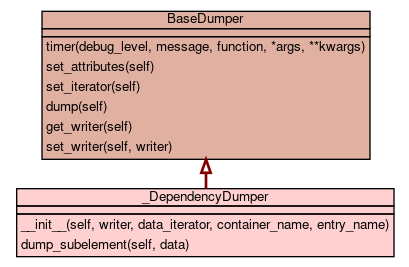 BaseDumper
timer(debug_level, message, function, *args, **kwargs)
set_attributes(self)
set_iterator(self)
dump(self)
get_writer(self)
set_writer(self, writer)
_DependencyDumper
__init__(self, writer, data_iterator, container_name, entry_name)
dump_subelement(self, data)